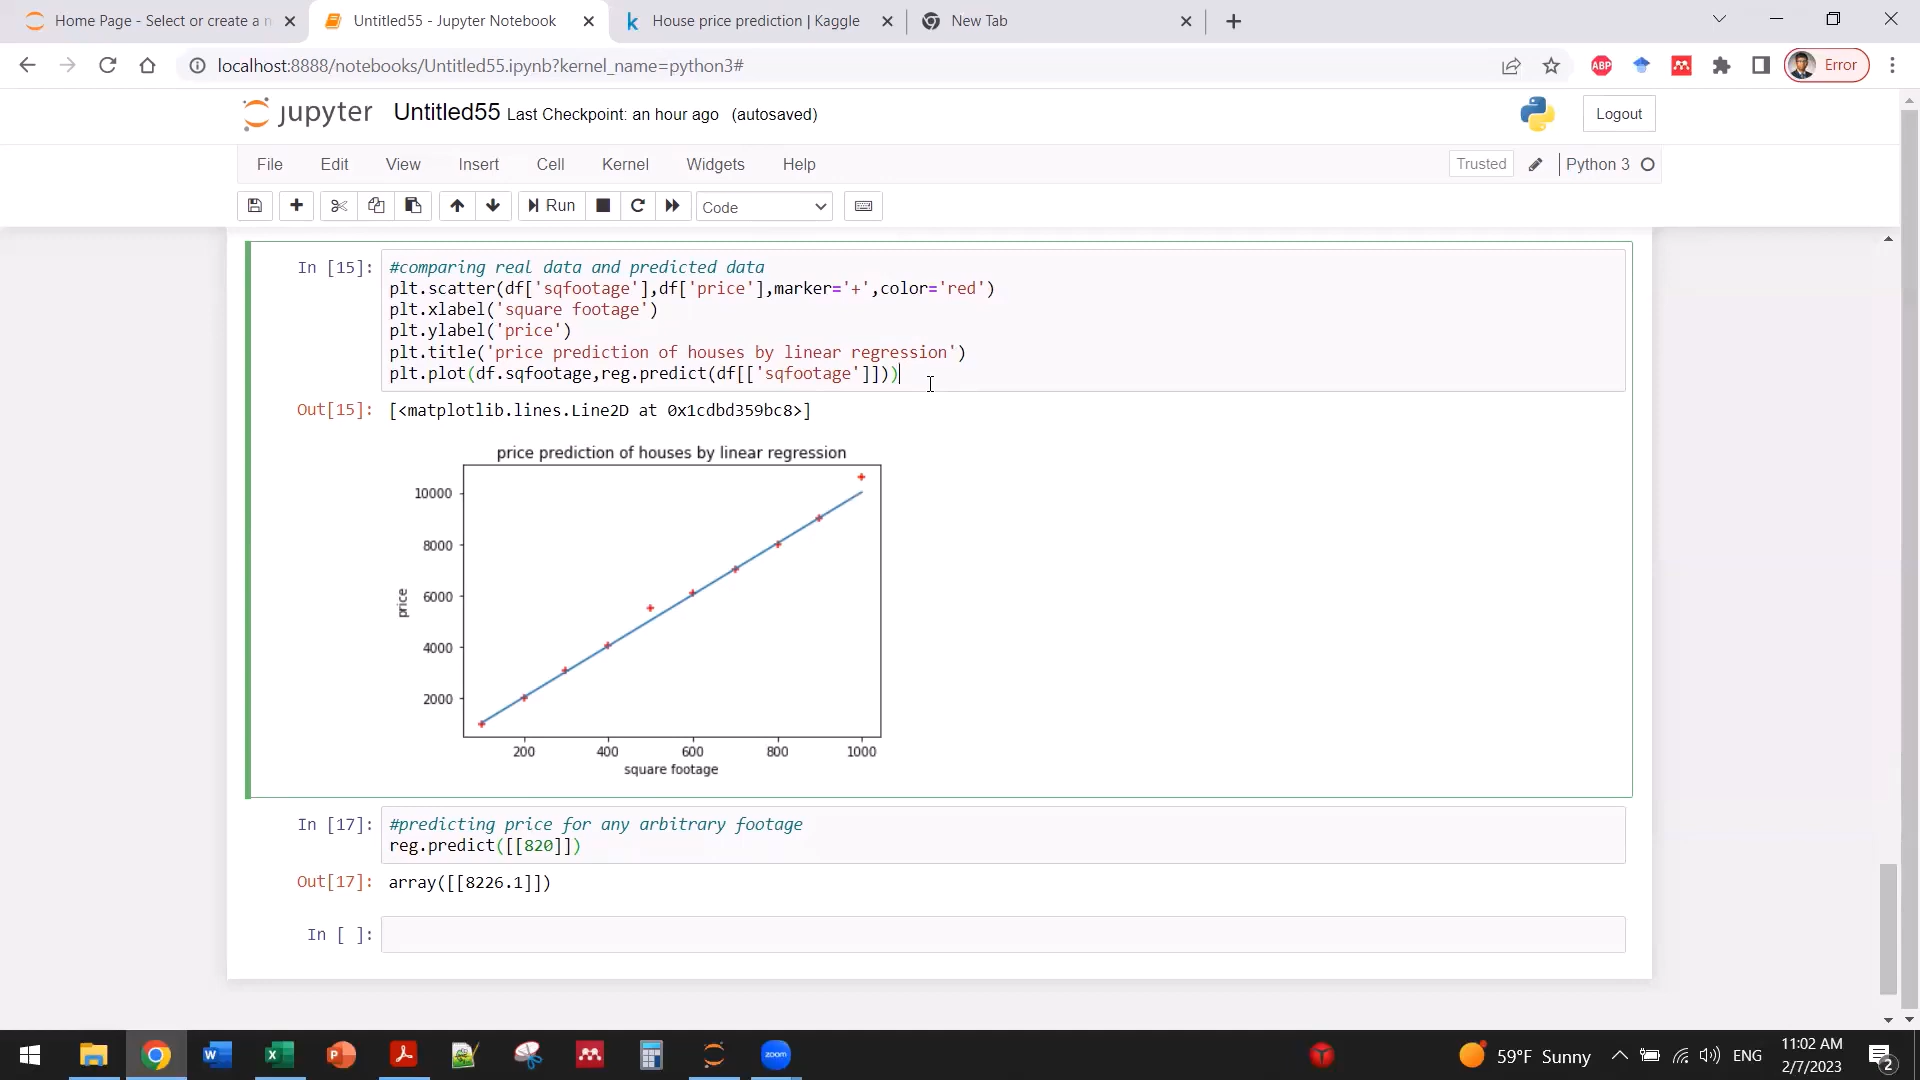 Home Page - Select or create a n
Untitled55 - Jupyter Notebook
House price prediction | Kaggle
New Tab
localhost:8888/notebooks/Untitled55.ipynb?kernel_name=python3#
ABP
Error
jupyter Untitled55 Last Checkpoint: an hour ago (autosaved)
Logout
File Edit View Insert Cell Kernel Widgets Help
Trusted
Python 3
Run
Code
In [15]:
#comparing real data and predicted data
plt.scatter(df['sqfootage'],df['price'],marker='+',color='red')
plt.xlabel('square footage')
plt.ylabel('price')
plt.title('price prediction of houses by linear regression')
plt.plot(df.sqfootage,reg.predict(df[['sqfootage']]))
Out[15]: [<matplotlib.lines.Line2D at 0x1cdbd359bc8>]
price prediction of houses by linear regression
10000
8000
6000
4000
2000
price
200 400 600 800 1000
square footage
In [17]:
#predicting price for any arbitrary footage
reg.predict([[820]])
Out[17]: array([[8226.1]])
In [ ]:
zoom
59°F Sunny
ENG
11:02 AM
2/7/2023
2